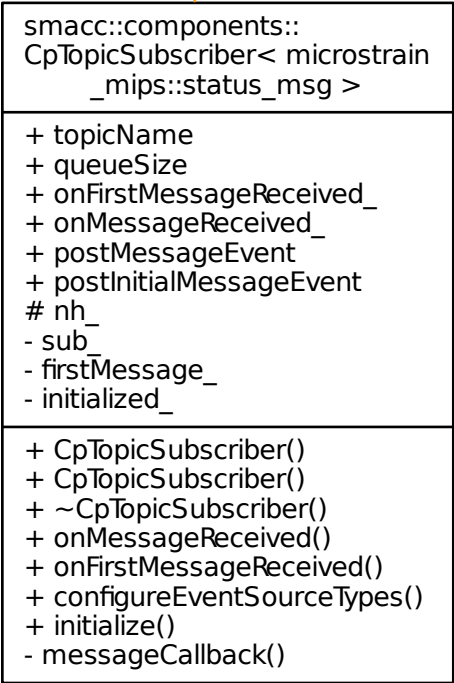 smacc::components::
CpTopicSubscriber< microstrain
_mips::status_msg >
+ topicName
+ queueSize
+ onFirstMessageReceived_
+ onMessageReceived_
+ postMessageEvent
+ postInitialMessageEvent
# nh_
- sub_
- firstMessage_
- initialized_
+ CpTopicSubscriber()
+ CpTopicSubscriber()
+ ~CpTopicSubscriber()
+ onMessageReceived()
+ onFirstMessageReceived()
+ configureEventSourceTypes()
+ initialize()
- messageCallback()